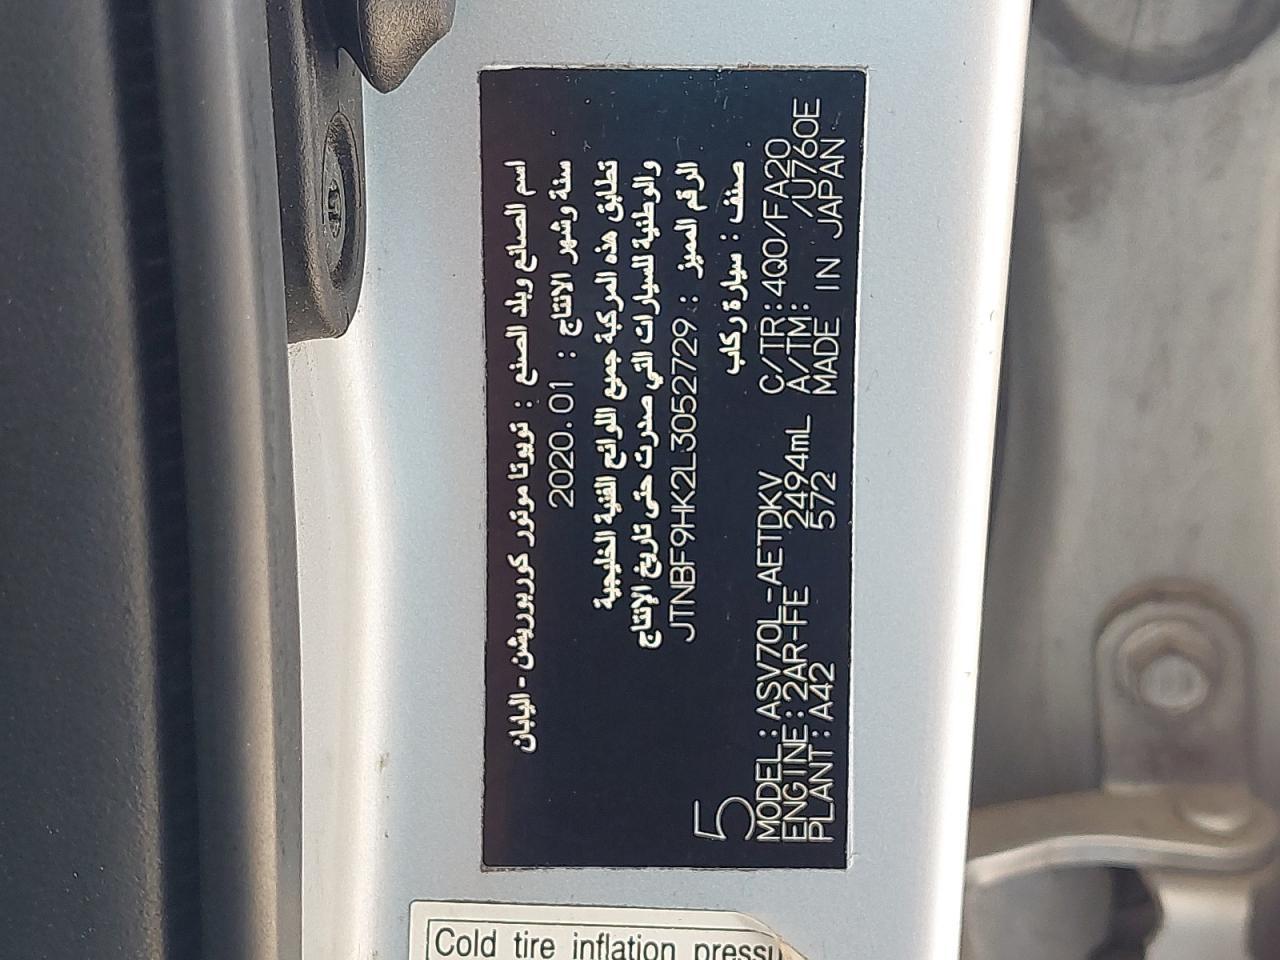 اسم الصانع وبلد الصنع : تويوتا موتور كوربوريشن - اليابان
سنة وشهر الانتاج : 2020.01
تطابق هذه المركبة جميع اللوائح الفنية الخليجية
والوطنية للسيارات التي صدرت حتى تاريخ الإنتاج
الرقم المميز : JTNBF9HK2L3052729
صنف : سيارة ركاب
5
MODEL : ASV70L-AETDKV C/TR: 4Q0/FA20
ENGINE: 2AR-FE 2494mL A/TM: /U760E
PLANT : A42 572 MADE IN JAPAN
Cold tire inflation